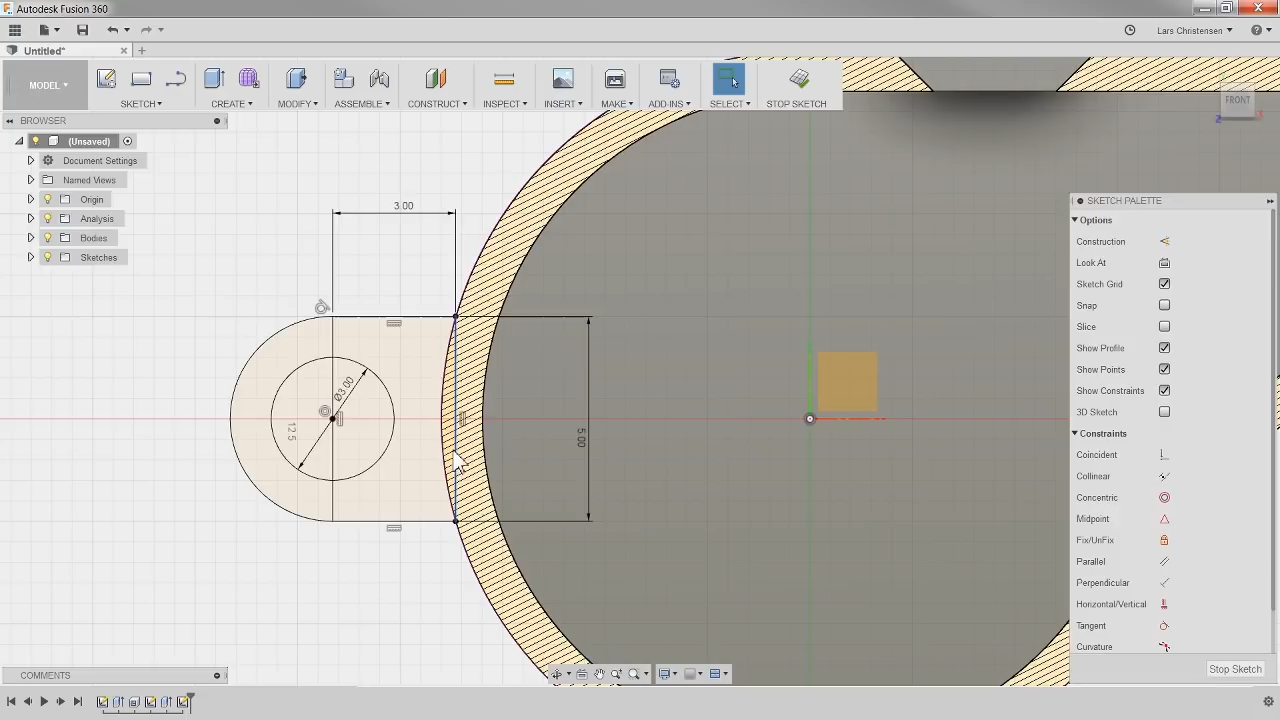 Autodesk Fusion 360
Lars Christensen
Untitled*
MODEL
SKETCH
CREATE
MODIFY
ASSEMBLE
CONSTRUCT
INSPECT
INSERT
MAKE
ADD-INS
SELECT
STOP SKETCH
FRONT
Z
BROWSER
(Unsaved)
Document Settings
Named Views
Origin
Analysis
Bodies
Sketches
3.00
Ø3.00
12.5
5.00
SKETCH PALETTE
Options
Construction
Look At
Sketch Grid
Snap
Slice
Show Profile
Show Points
Show Constraints
3D Sketch
Constraints
Coincident
Collinear
Concentric
Midpoint
Fix/UnFix
Parallel
Perpendicular
Horizontal/Vertical
Tangent
Curvature
Stop Sketch
COMMENTS